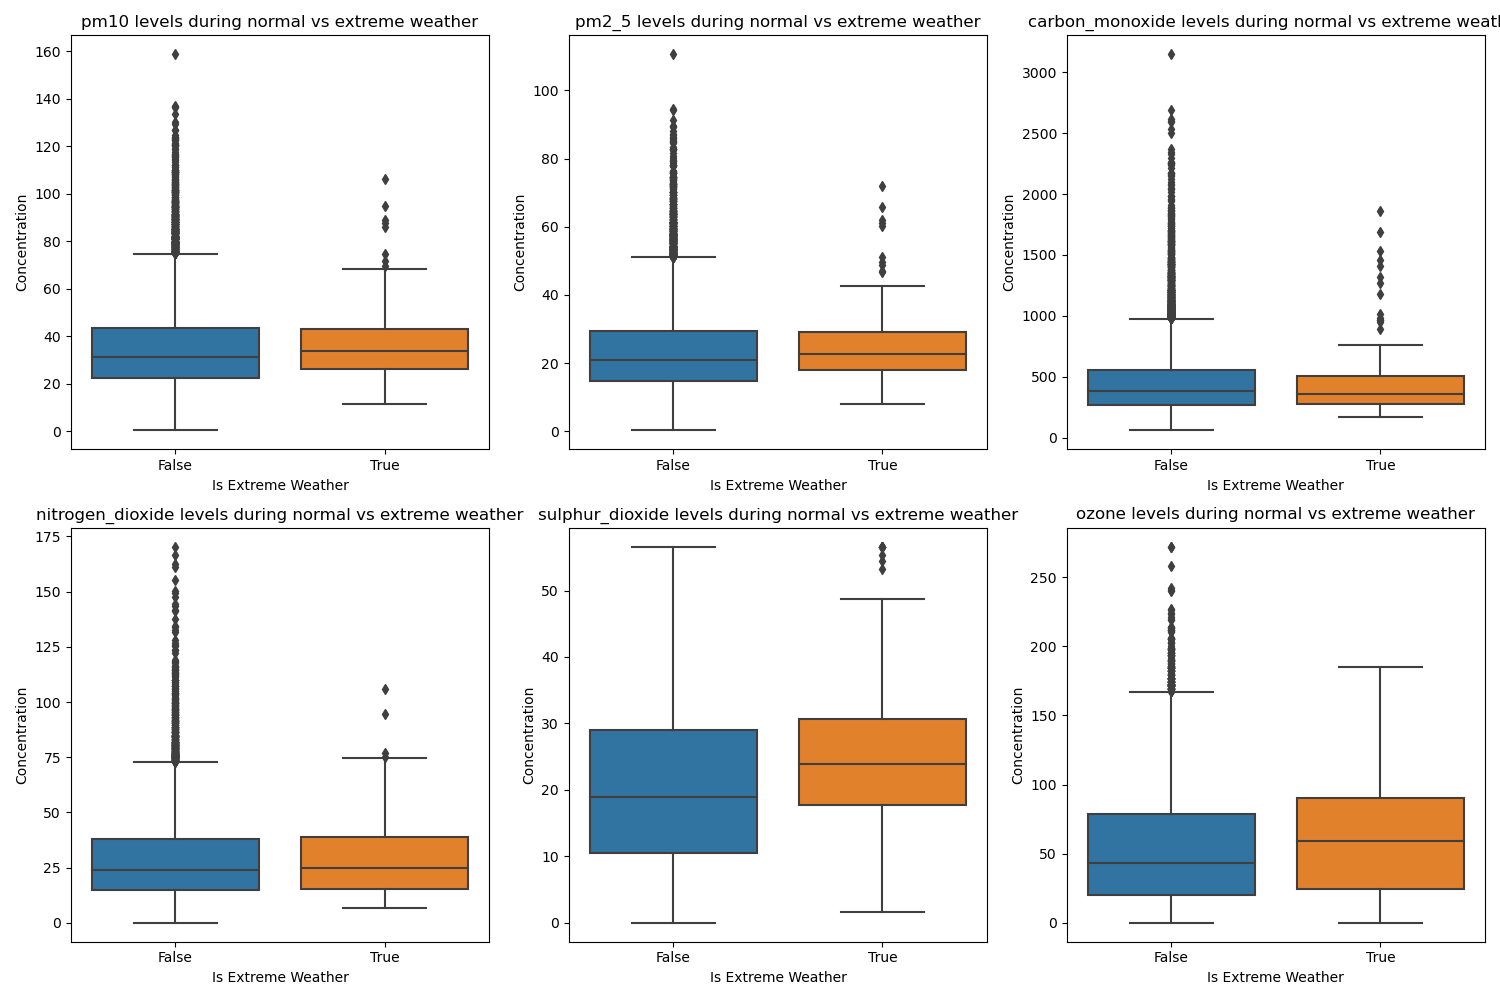 pm10 levels during normal vs extreme weather
160
140
120
100
80
60
40
20
0
Concentration
False
True
Is Extreme Weather
pm2_5 levels during normal vs extreme weather
100
80
60
40
20
0
Concentration
False
True
Is Extreme Weather
carbon_monoxide levels during normal vs extreme weat
3000
2500
2000
1500
1000
500
0
Concentration
False
True
Is Extreme Weather
nitrogen_dioxide levels during normal vs extreme weather
175
150
125
100
75
50
25
0
Concentration
False
True
Is Extreme Weather
sulphur_dioxide levels during normal vs extreme weather
50
40
30
20
10
0
Concentration
False
True
Is Extreme Weather
ozone levels during normal vs extreme weather
250
200
150
100
50
0
Concentration
False
True
Is Extreme Weather